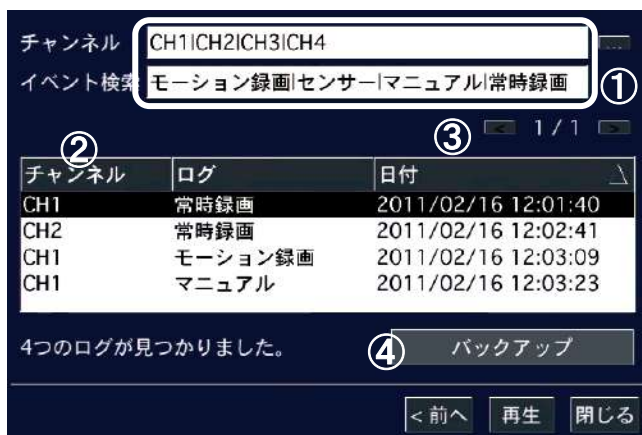 チャンネル CH1|CH2|CH3|CH4 ...
イベント検索 モーション録画|センサー|マニュアル|常時録画 ①
③ < 1 / 1 >
②
チャンネル ログ 日付 △
CH1 常時録画 2011/02/16 12:01:40
CH2 常時録画 2011/02/16 12:02:41
CH1 モーション録画 2011/02/16 12:03:09
CH1 マニュアル 2011/02/16 12:03:23
4つのログが見つかりました。 ④ バックアップ
<前へ 再生 閉じる